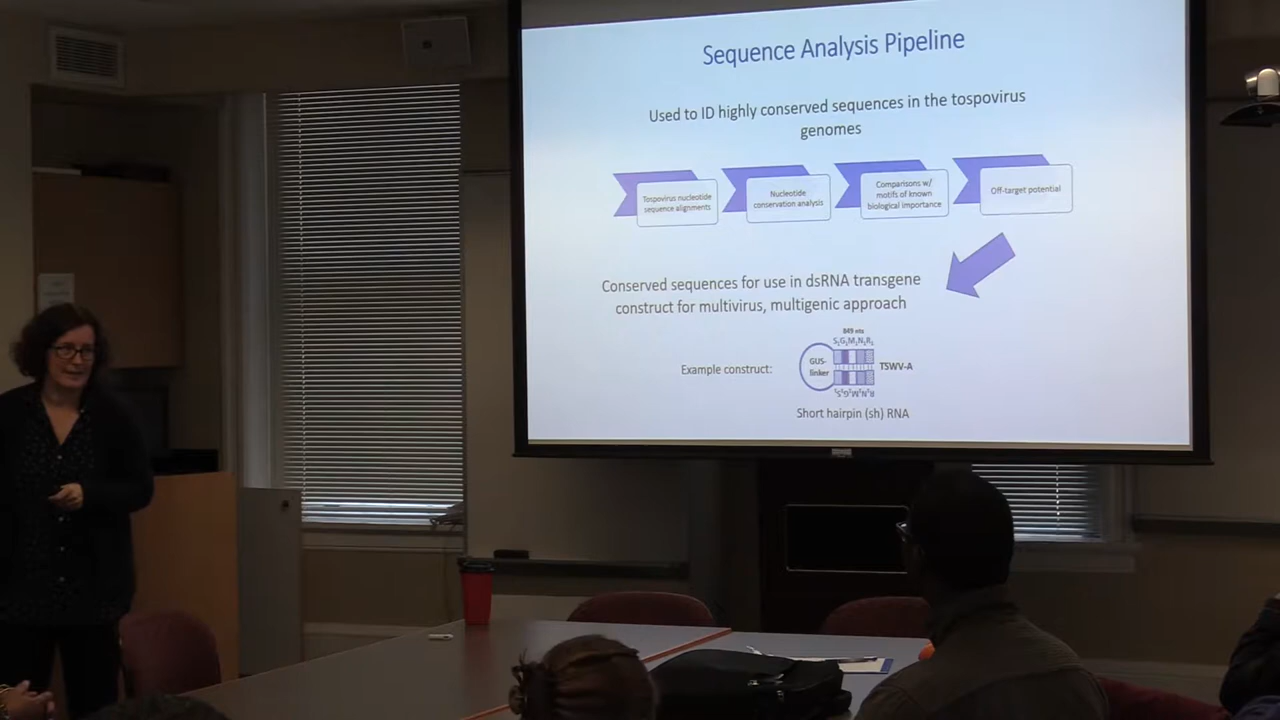 Sequence Analysis Pipeline
Used to ID highly conserved sequences in the tospovirus
genomes
Tospovirus nucleotide
sequence alignments
Nucleotide
conservation analysis
Comparisons w/
motifs of known
biological importance
Off-target potential
Conserved sequences for use in dsRNA transgene
construct for multivirus, multigenic approach
849 nts
Example construct:
GUS-
linker
TSWV-A
Short hairpin (sh) RNA